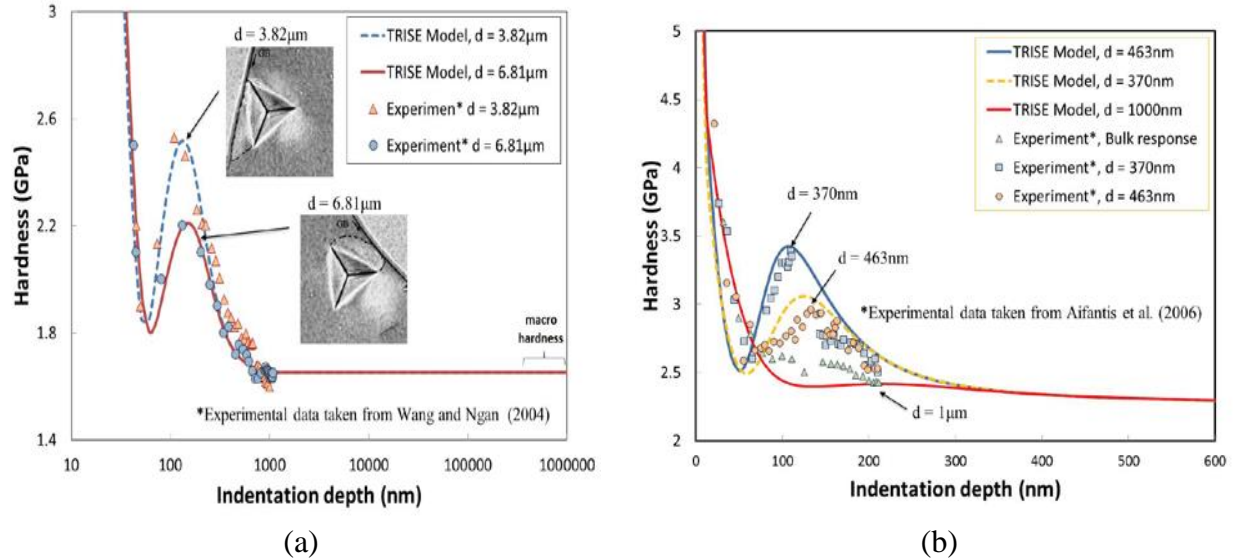 d = 3.82μm
GB
TRISE Model, d = 3.82μm
TRISE Model, d = 6.81μm
Experimen* d = 3.82μm
Experiment* d = 6.81μm
d = 6.81μm
GB
macro
hardness
*Experimental data taken from Wang and Ngan (2004)
3
2.6
2.2
1.8
1.4
Hardness (GPa)
10
100
1000
10000
100000
1000000
Indentation depth (nm)
(a)
TRISE Model, d = 463nm
TRISE Model, d = 370nm
TRISE Model, d = 1000nm
Experiment*, Bulk response
Experiment*, d = 370nm
Experiment*, d = 463nm
d = 370nm
d = 463nm
*Experimental data taken from Aifantis et al. (2006)
d = 1μm
5
4.5
4
3.5
3
2.5
2
Hardness (GPa)
0
100
200
300
400
500
600
Indentation depth (nm)
(b)